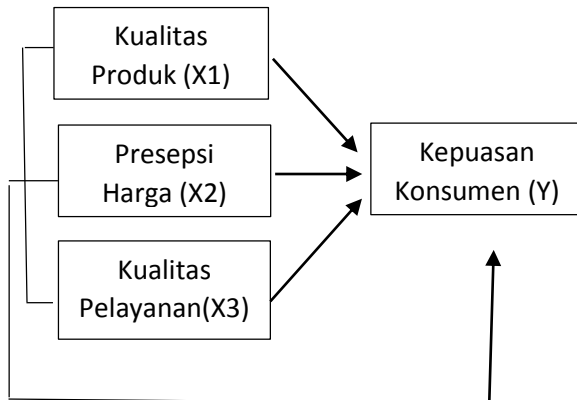 Kualitas
Produk (X1)
Presepsi
Harga (X2)
Kualitas
Pelayanan(X3)
Kepuasan
Konsumen (Y)